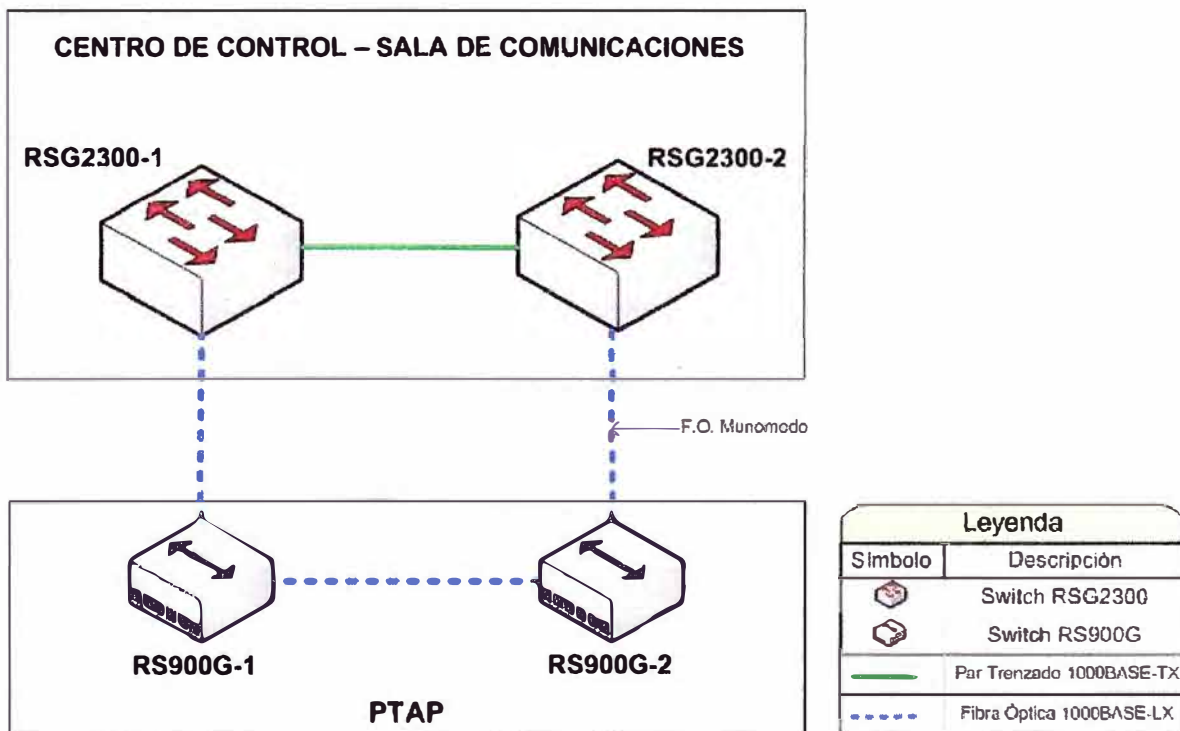 CENTRO DE CONTROL – SALA DE COMUNICACIONES
RSG2300-1
RSG2300-2
F.O. Munomodo
RS900G-1
RS900G-2
PTAP
Leyenda
Símbolo Descripción
Switch RSG2300
Switch RS900G
Par Trenzado 1000BASE-TX
Fibra Óptica 1000BASE-LX